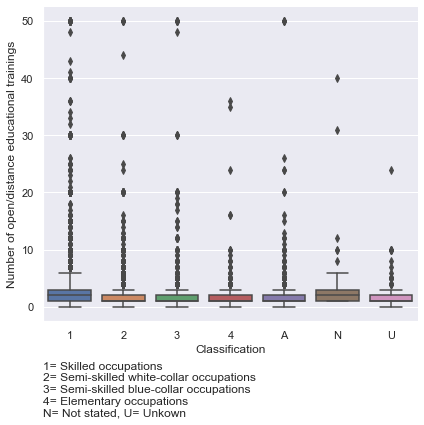 50
40
30
20
10
0
Number of open/distance educational trainings
1 2 3 4 A N U
Classification
1= Skilled occupations
2= Semi-skilled white-collar occupations
3= Semi-skilled blue-collar occupations
4= Elementary occupations
N= Not stated, U= Unkown